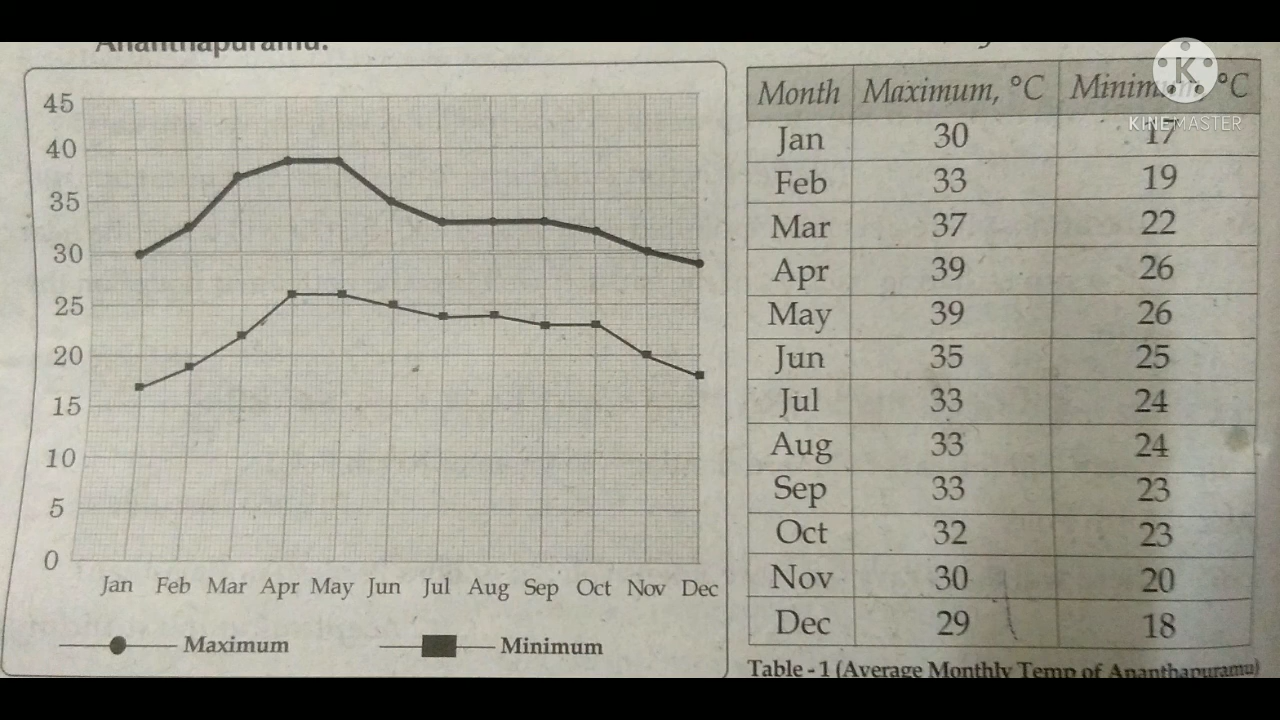 Ananthapuramu.
45
40
35
30
25
20
15
10
5
0
Jan Feb Mar Apr May Jun Jul Aug Sep Oct Nov Dec
Maximum Minimum
Month Maximum, °C Minimum, °C
Jan 30 17
Feb 33 19
Mar 37 22
Apr 39 26
May 39 26
Jun 35 25
Jul 33 24
Aug 33 24
Sep 33 23
Oct 32 23
Nov 30 20
Dec 29 18
Table - 1 (Average Monthly Temp of Ananthapuramu)
K
KINEMASTER